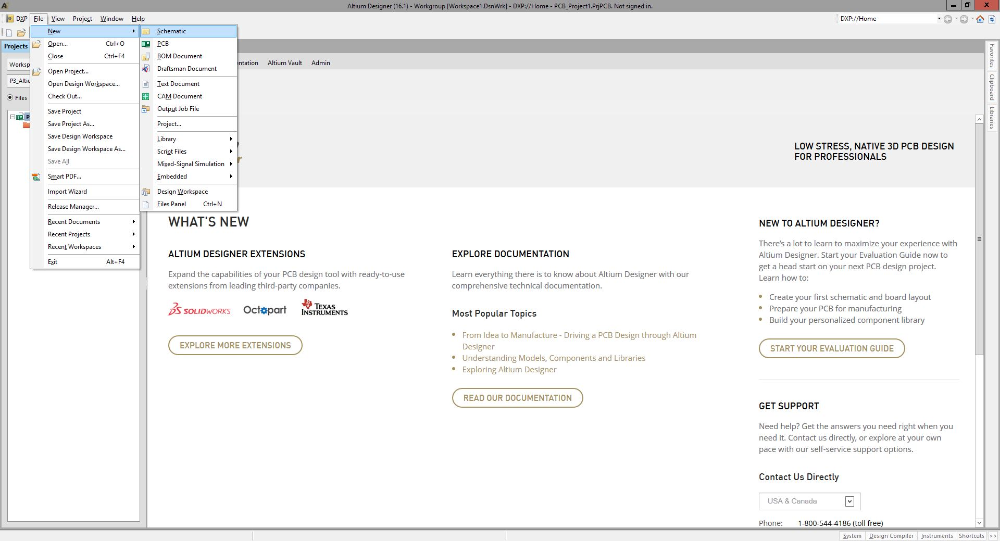 Altium Designer (16.1) - Workgroup [Workspace1.DsnWrk] - DXP://Home - PCB_Project1.PrjPCB. Not signed in.
DXP File View Project Window Help
DXP://Home
New
Open... Ctrl+O
Close Ctrl+F4
Open Project...
Open Design Workspace...
Check Out...
Save Project
Save Project As...
Save Design Workspace
Save Design Workspace As...
Save All
Smart PDF...
Import Wizard
Release Manager...
Recent Documents
Recent Projects
Recent Workspaces
Exit Alt+F4
Schematic
PCB
BOM Document
Draftsman Document
Text Document
CAM Document
Output Job File
Project...
Library
Script Files
Mixed-Signal Simulation
Embedded
Design Workspace
Files Panel Ctrl+N
Projects
Worksp
P3_Altiu
Files
P
entation Altium Vault Admin
Favorites
Clipboard
Libraries
LOW STRESS, NATIVE 3D PCB DESIGN
FOR PROFESSIONALS
WHAT'S NEW
ALTIUM DESIGNER EXTENSIONS
Expand the capabilities of your PCB design tool with ready-to-use
extensions from leading third-party companies.
SOLIDWORKS
Octopart
TEXAS
INSTRUMENTS
EXPLORE MORE EXTENSIONS
EXPLORE DOCUMENTATION
Learn everything there is to know about Altium Designer with our
comprehensive technical documentation.
Most Popular Topics
From Idea to Manufacture - Driving a PCB Design through Altium
Designer
Understanding Models, Components and Libraries
Exploring Altium Designer
READ OUR DOCUMENTATION
NEW TO ALTIUM DESIGNER?
There's a lot to learn to maximize your experience with
Altium Designer. Start your Evaluation Guide now to
get a head start on your next PCB design project.
Learn how to:
Create your first schematic and board layout
Prepare your PCB for manufacturing
Build your personalized component library
START YOUR EVALUATION GUIDE
GET SUPPORT
Need help? Get the answers you need right when you
need it. Contact us directly, or explore at your own
pace with our self-service support options.
Contact Us Directly
USA & Canada
Phone: 1-800-544-4186 (toll free)
System Design Compiler Instruments Shortcuts >>